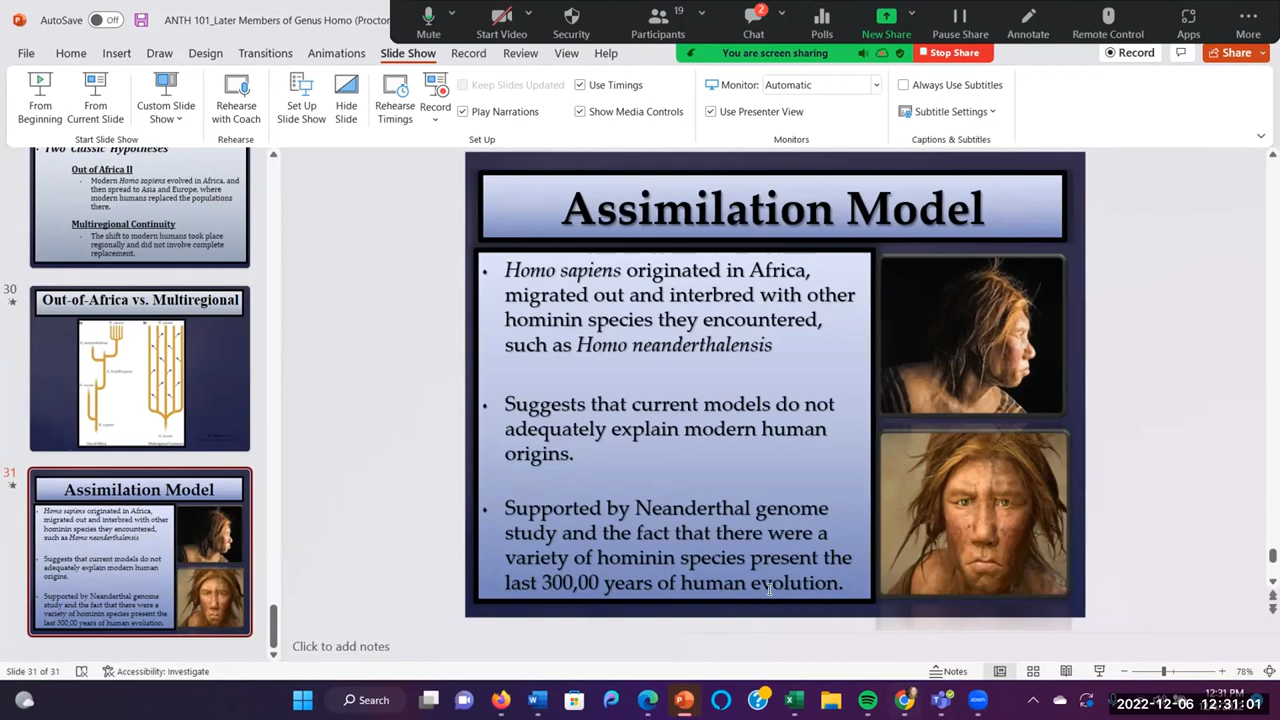 AutoSave Off
ANTH 101_Later Members of Genus Homo (Proctor
Mute
Start Video
Security
Participants 19
Chat 2
Polls
New Share
Pause Share
Annotate
Remote Control
Apps
More
You are screen sharing Stop Share
File Home Insert Draw Design Transitions Animations Slide Show Record Review View Help
Record Share
From Beginning
From Current Slide
Custom Slide Show
Rehearse with Coach
Set Up Slide Show
Hide Slide
Rehearse Timings
Record
Keep Slides Updated
Play Narrations
Use Timings
Show Media Controls
Monitor: Automatic
Use Presenter View
Always Use Subtitles
Subtitle Settings
Start Slide Show Rehearse Set Up Monitors Captions & Subtitles
Two Classic Hypotheses
Out of Africa II
Modern Homo sapiens evolved in Africa, and
then spread to Asia and Europe, where
modern humans replaced the populations
there.
Multiregional Continuity
The shift to modern humans took place
regionally and did not involve complete
replacement.
30
Out-of-Africa vs. Multiregional
31
Assimilation Model
Homo sapiens originated in Africa,
migrated out and interbred with other
hominin species they encountered,
such as Homo neanderthalensis
Suggests that current models do not
adequately explain modern human
origins.
Supported by Neanderthal genome
study and the fact that there were a
variety of hominin species present the
last 300,00 years of human evolution.
Assimilation Model
Homo sapiens originated in Africa,
migrated out and interbred with other
hominin species they encountered,
such as Homo neanderthalensis
Suggests that current models do not
adequately explain modern human
origins.
Supported by Neanderthal genome
study and the fact that there were a
variety of hominin species present the
last 300,00 years of human evolution.
Click to add notes
Slide 31 of 31 Accessibility: Investigate Notes 78%
Search
12:31 PM
2022-12-06 12:31:01